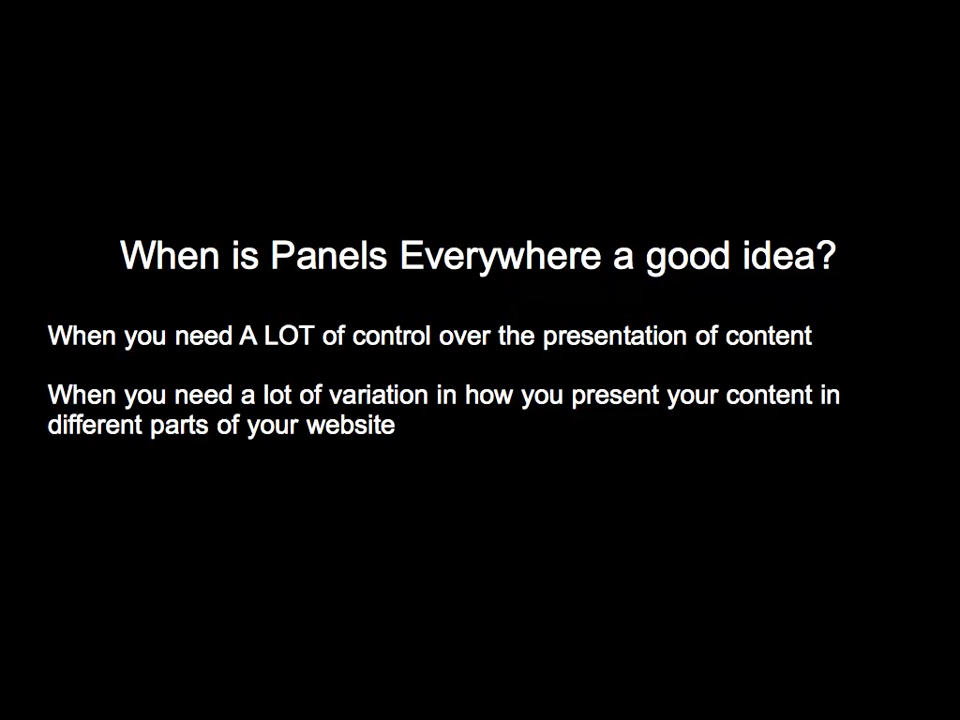 When is Panels Everywhere a good idea?
When you need A LOT of control over the presentation of content
When you need a lot of variation in how you present your content in
different parts of your website